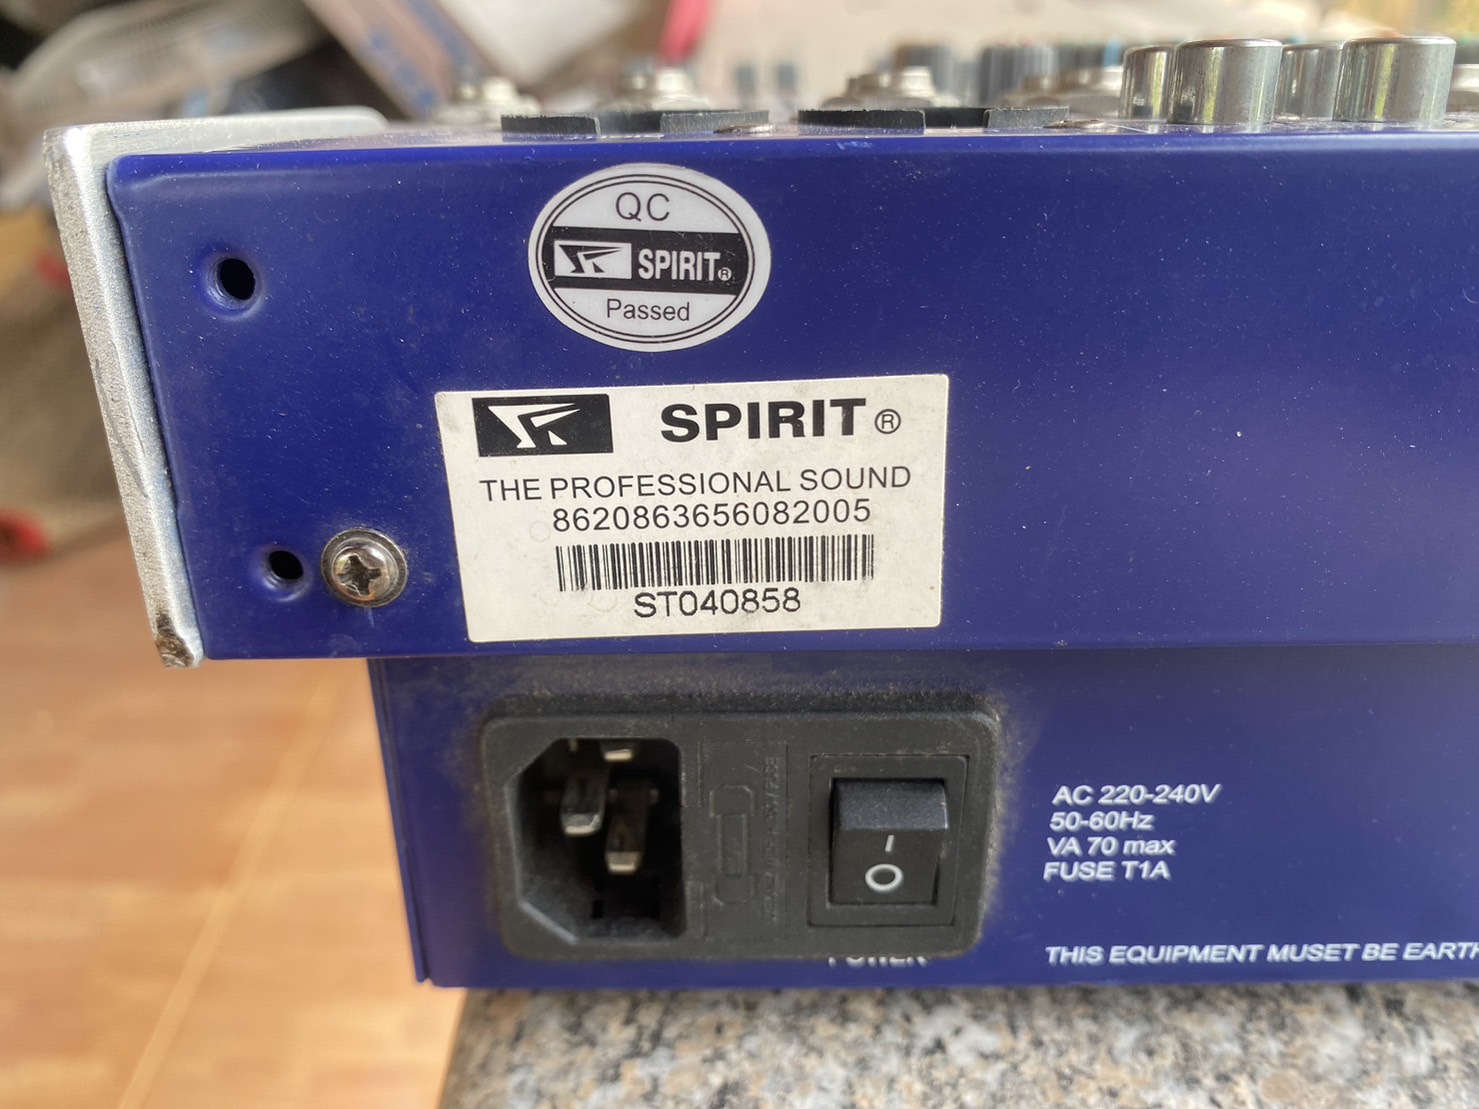 QC
SPIRIT®
Passed
SPIRIT®
THE PROFESSIONAL SOUND
8620863656082005
ST040858
I
O
AC 220-240V
50-60Hz
VA 70 max
FUSE T1A
POWER
THIS EQUIPMENT MUSET BE EARTH